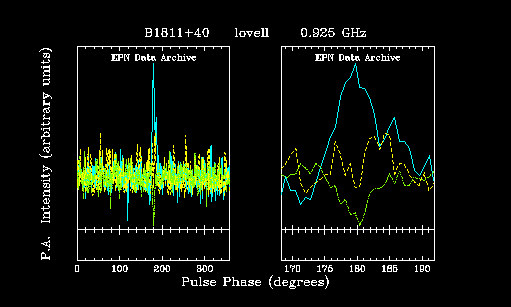 B1811+40 lovell 0.925 GHz
EPN Data Archive EPN Data Archive
P.A. Intensity (arbitrary units)
0 100 200 300 170 175 180 185 190
Pulse Phase (degrees)